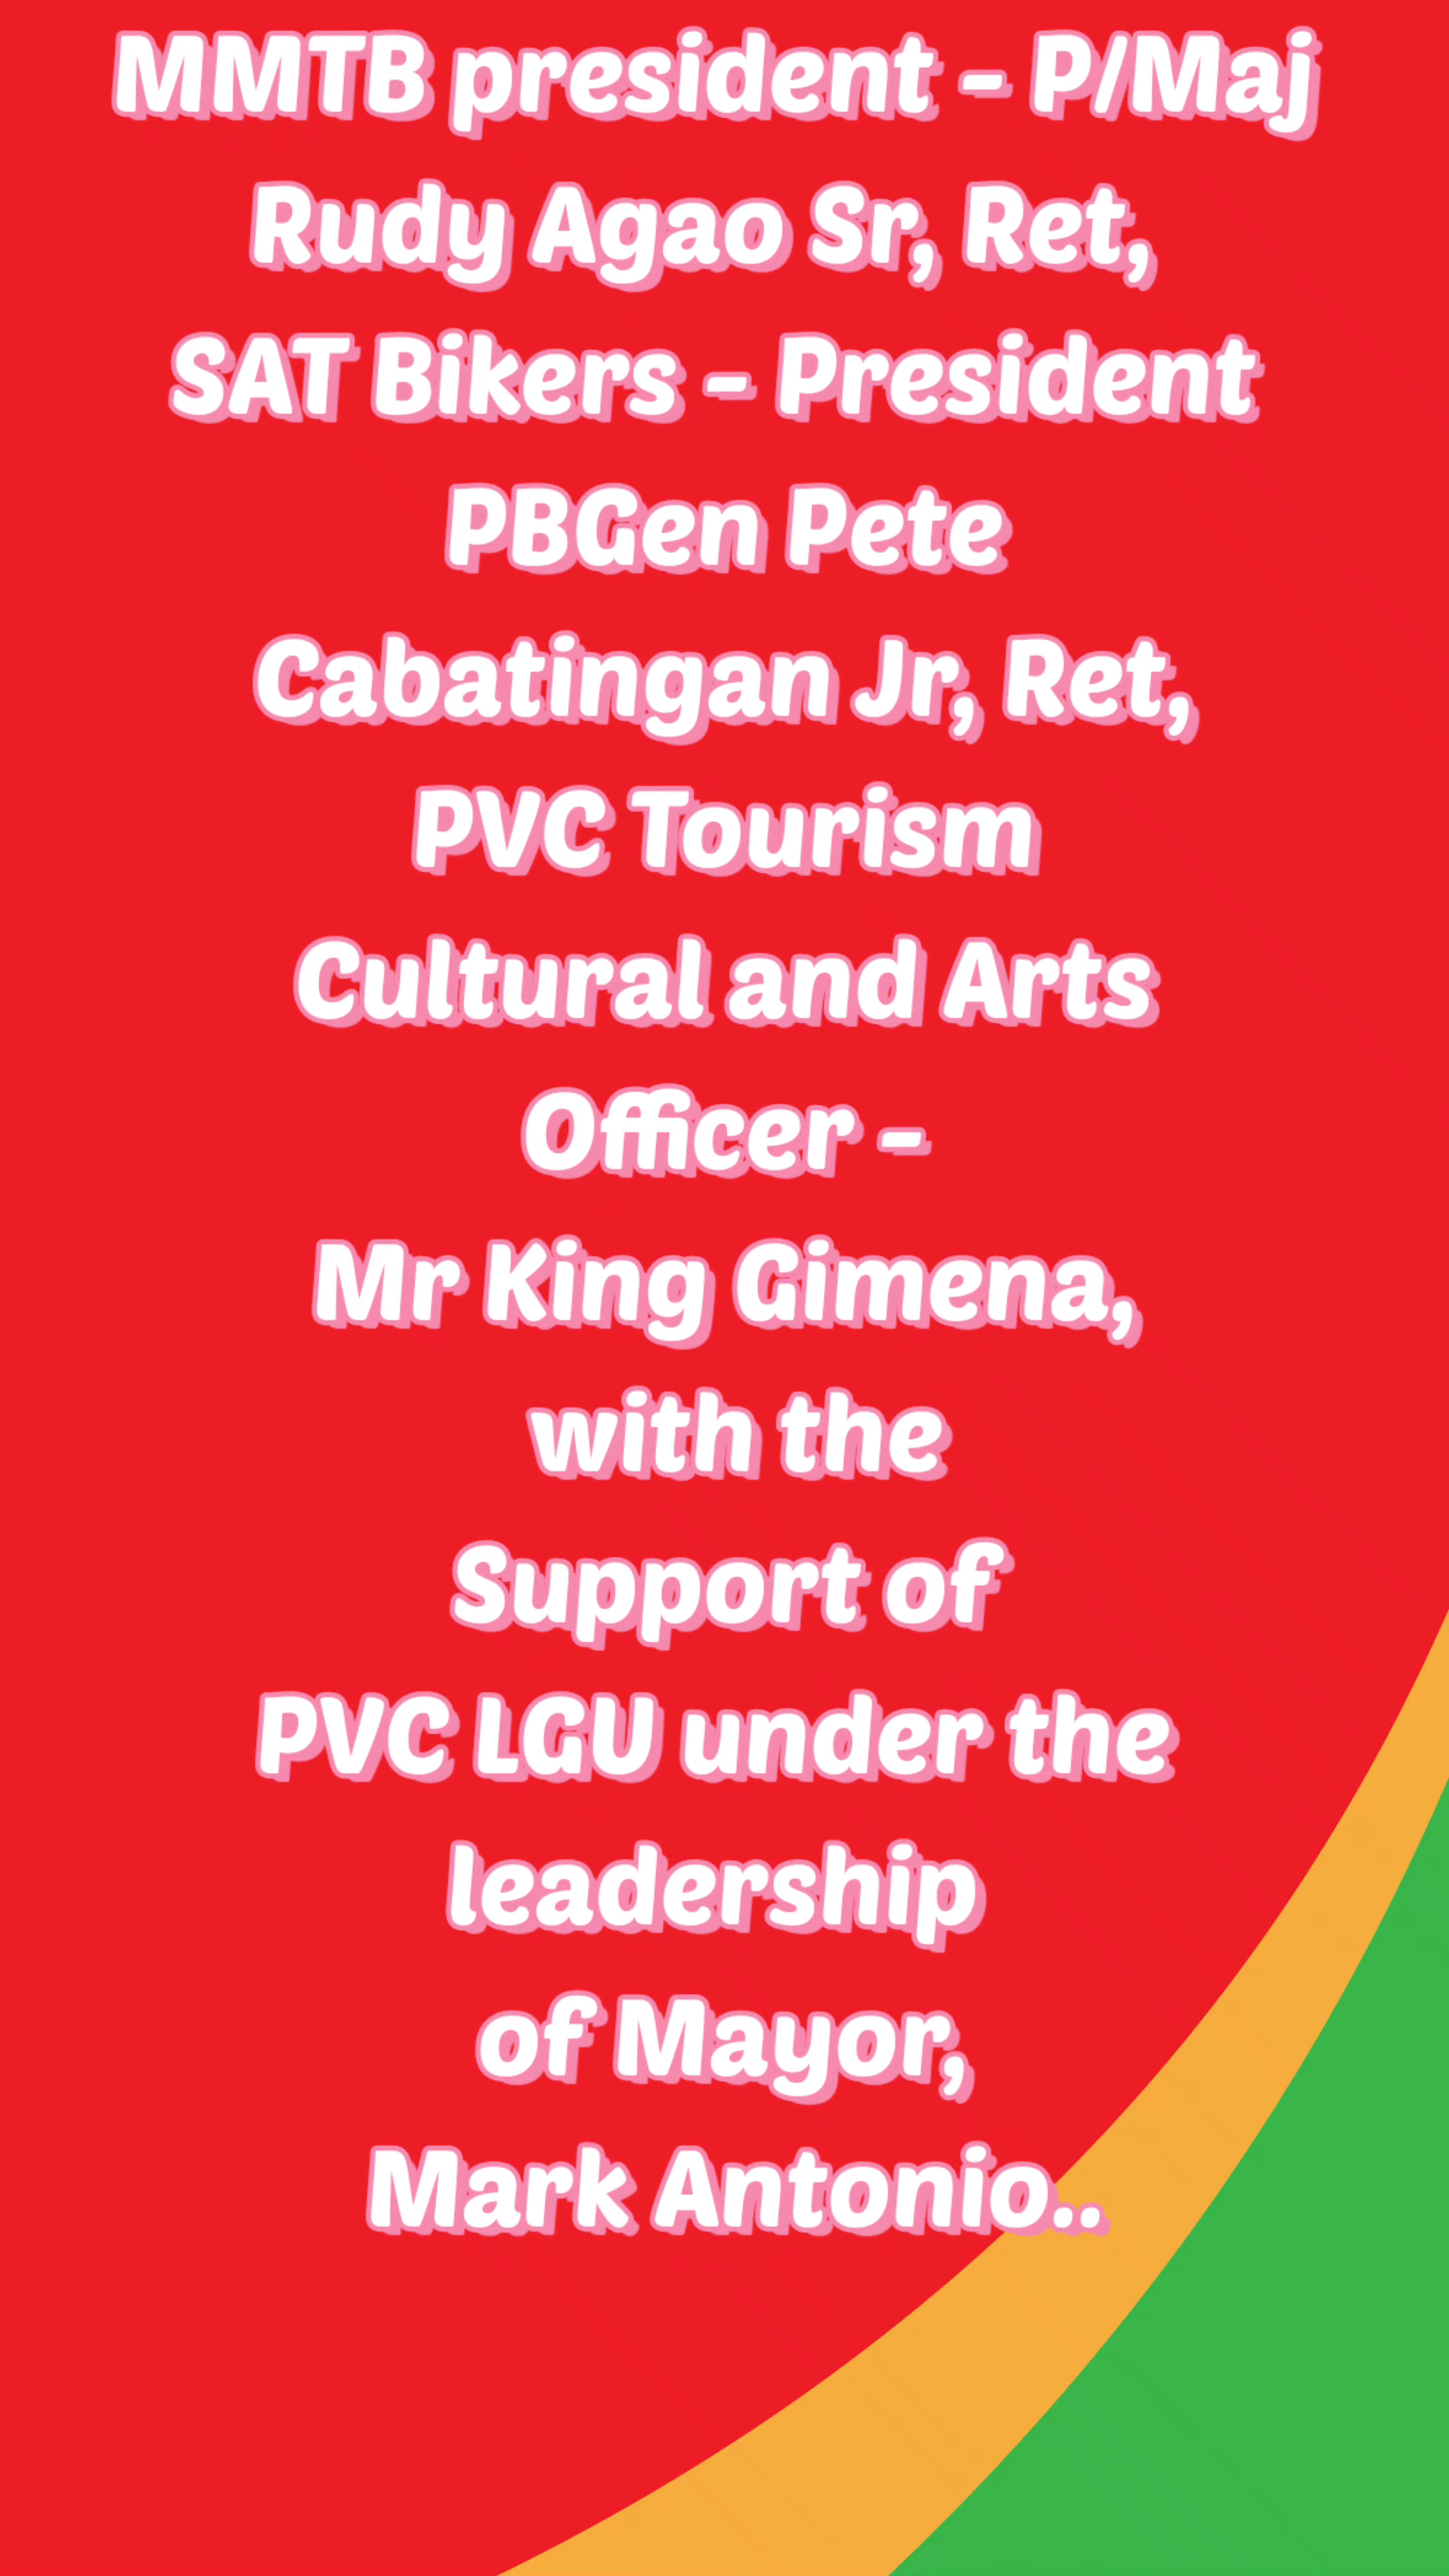 MMTB president - P/Maj
Rudy Agao Sr, Ret,
SAT Bikers - President
PBGen Pete
Cabatingan Jr, Ret,
PVC Tourism
Cultural and Arts
Officer -
Mr King Gimena,
with the
Support of
PVC LGU under the
leadership
of Mayor,
Mark Antonio..